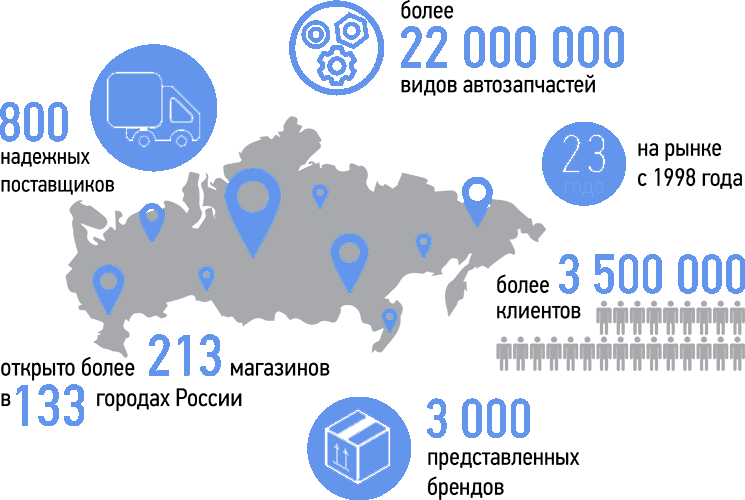 более
22 000 000
видов автозапчастей
800
надежных
поставщиков
23
года
на рынке
с 1998 года
более 3 500 000
клиентов
открыто более 213 магазинов
в 133 городах России
3 000
представленных
брендов